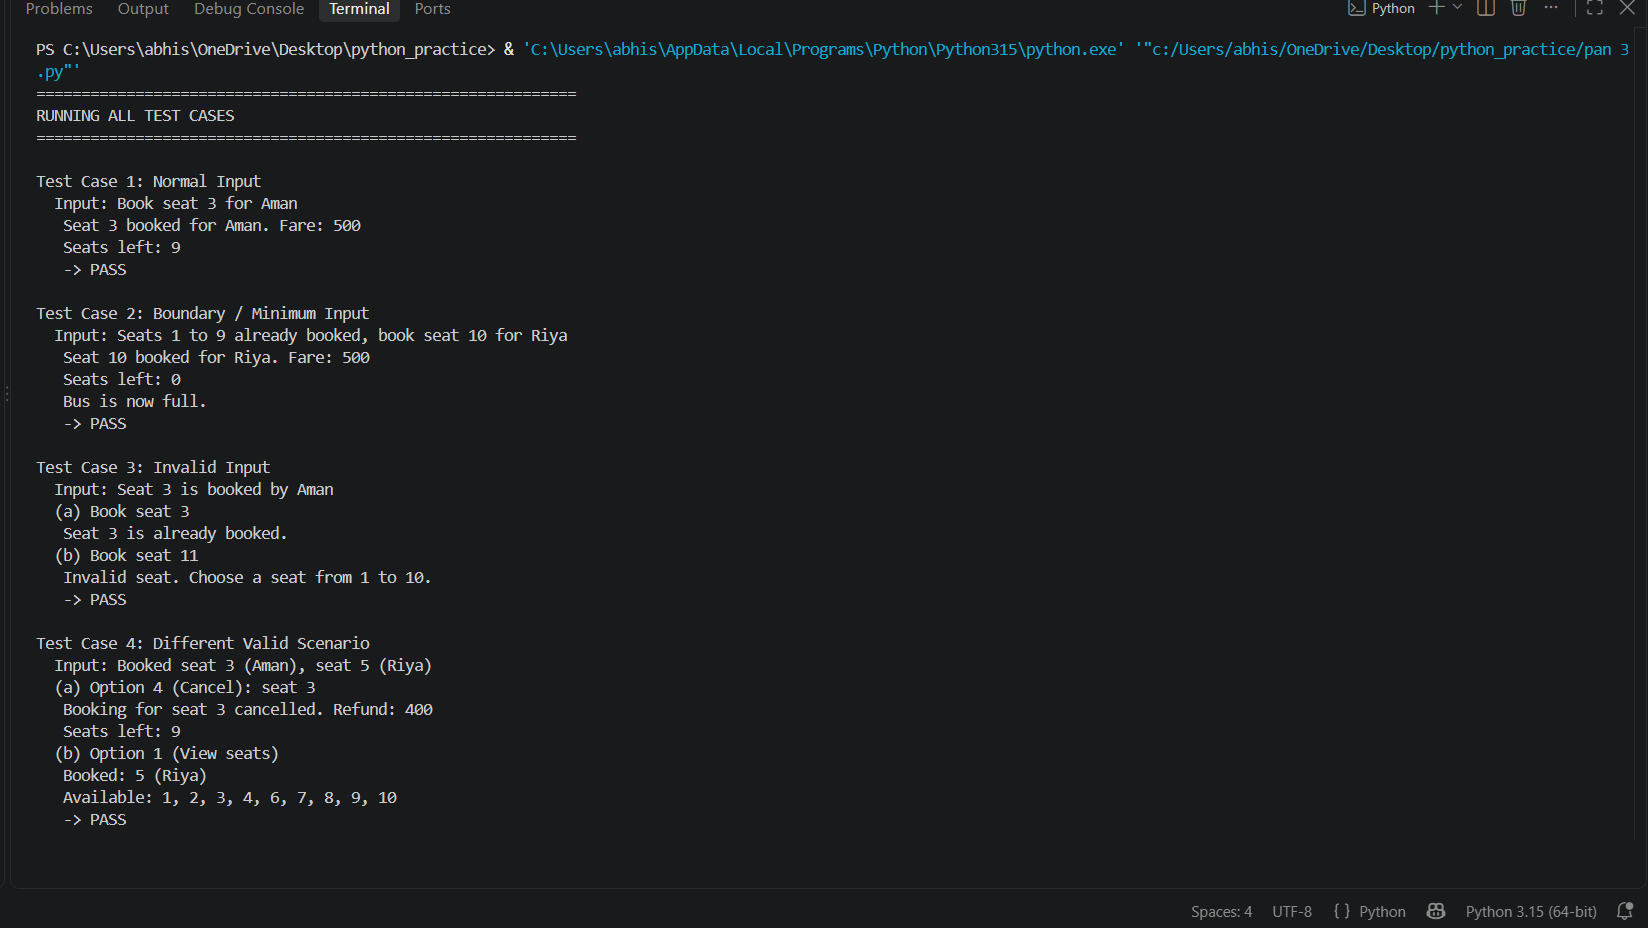 Problems Output Debug Console Terminal Ports Python
PS C:\Users\abhis\OneDrive\Desktop\python_practice> & 'C:\Users\abhis\AppData\Local\Programs\Python\Python315\python.exe' '"c:/Users/abhis/OneDrive/Desktop/python_practice/pan 3
.py"'
============================================================
RUNNING ALL TEST CASES
============================================================
Test Case 1: Normal Input
Input: Book seat 3 for Aman
Seat 3 booked for Aman. Fare: 500
Seats left: 9
-> PASS
Test Case 2: Boundary / Minimum Input
Input: Seats 1 to 9 already booked, book seat 10 for Riya
Seat 10 booked for Riya. Fare: 500
Seats left: 0
Bus is now full.
-> PASS
Test Case 3: Invalid Input
Input: Seat 3 is booked by Aman
(a) Book seat 3
Seat 3 is already booked.
(b) Book seat 11
Invalid seat. Choose a seat from 1 to 10.
-> PASS
Test Case 4: Different Valid Scenario
Input: Booked seat 3 (Aman), seat 5 (Riya)
(a) Option 4 (Cancel): seat 3
Booking for seat 3 cancelled. Refund: 400
Seats left: 9
(b) Option 1 (View seats)
Booked: 5 (Riya)
Available: 1, 2, 3, 4, 6, 7, 8, 9, 10
-> PASS
Spaces: 4 UTF-8 {} Python Python 3.15 (64-bit)